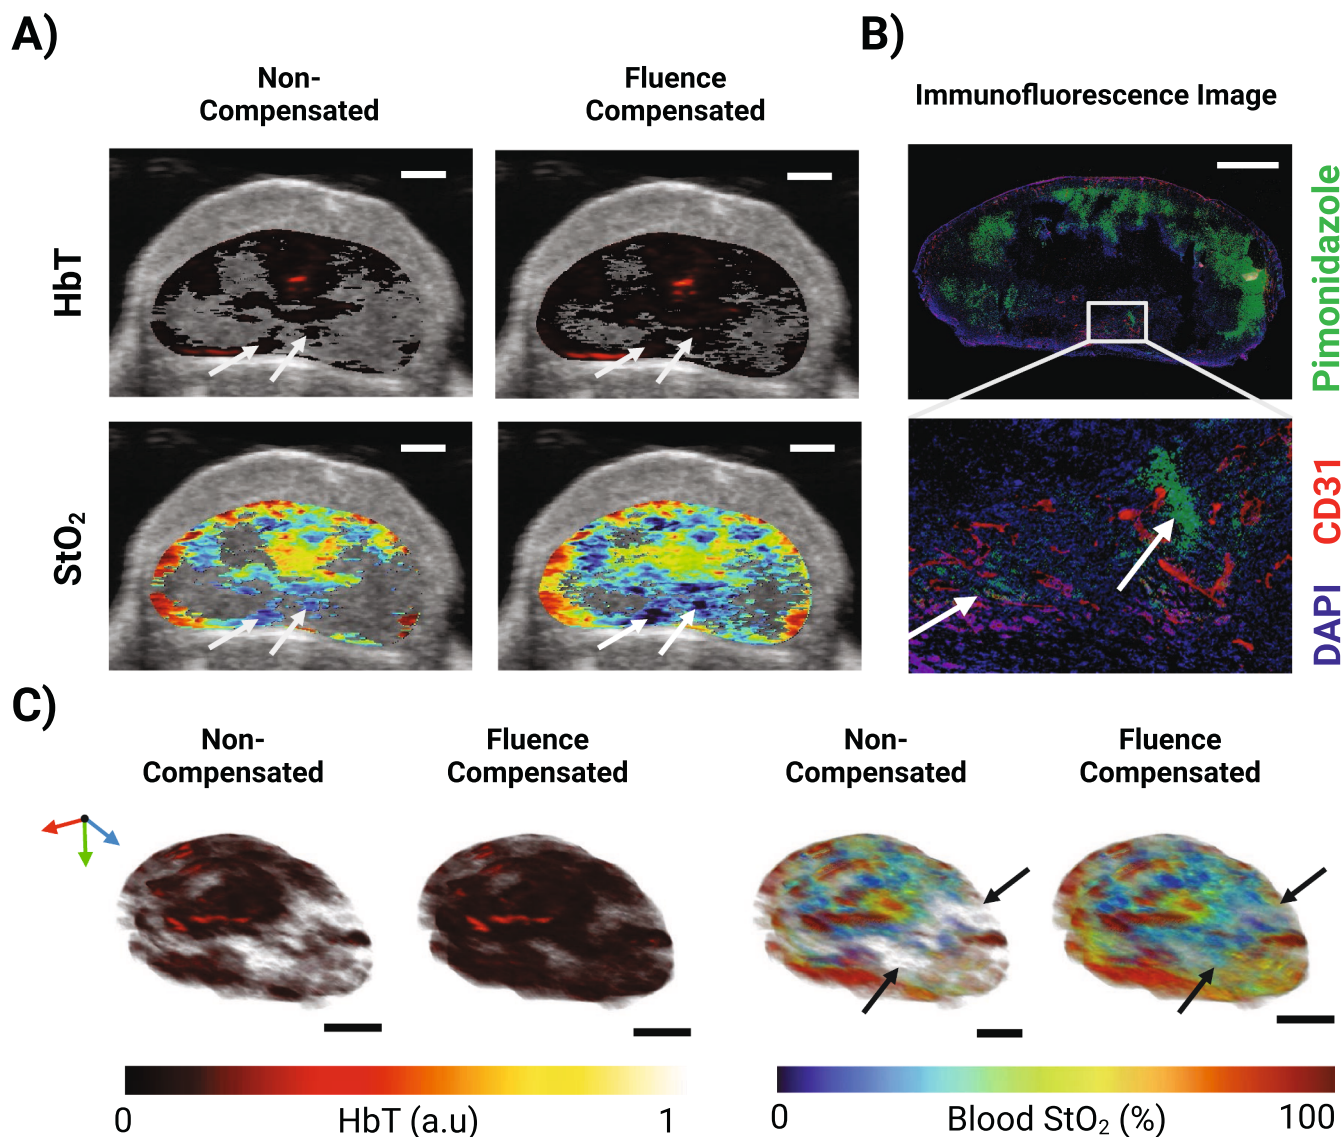 A)
B)
Non-
Compensated
Fluence
Compensated
Immunofluorescence Image
HbT
StO₂
Pimonidazole
CD31
DAPI
C)
Non-
Compensated
Fluence
Compensated
Non-
Compensated
Fluence
Compensated
0
HbT (a.u)
1
0
Blood StO₂ (%)
100